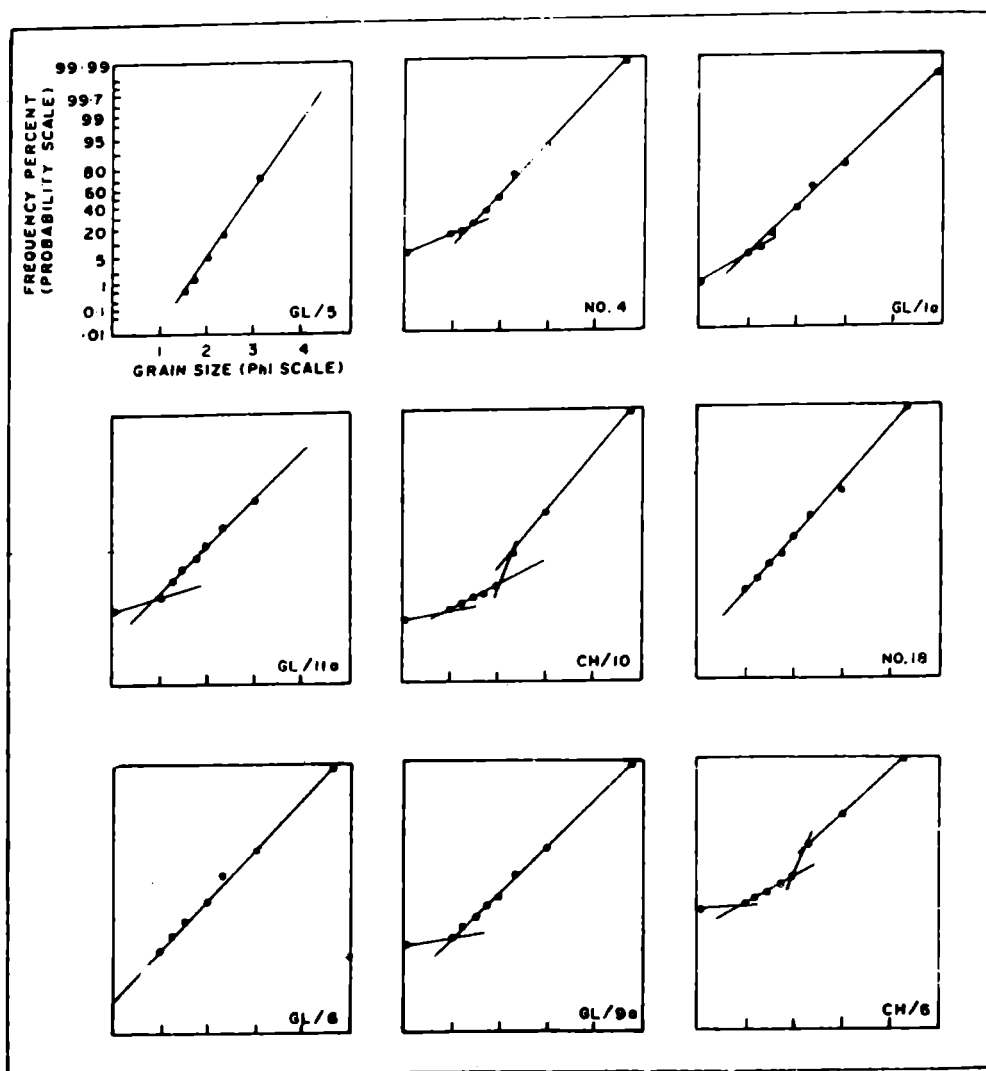 FREQUENCY PERCENT
(PROBABILITY SCALE)
99·99
99·7
99
95
80
60
40
20
5
1
0·1
·01
1 2 3 4
GRAIN SIZE (Phi SCALE)
GL/5
NO. 4
GL/1a
GL/11a
CH/10
NO.18
GL/6
GL/9a
CH/6